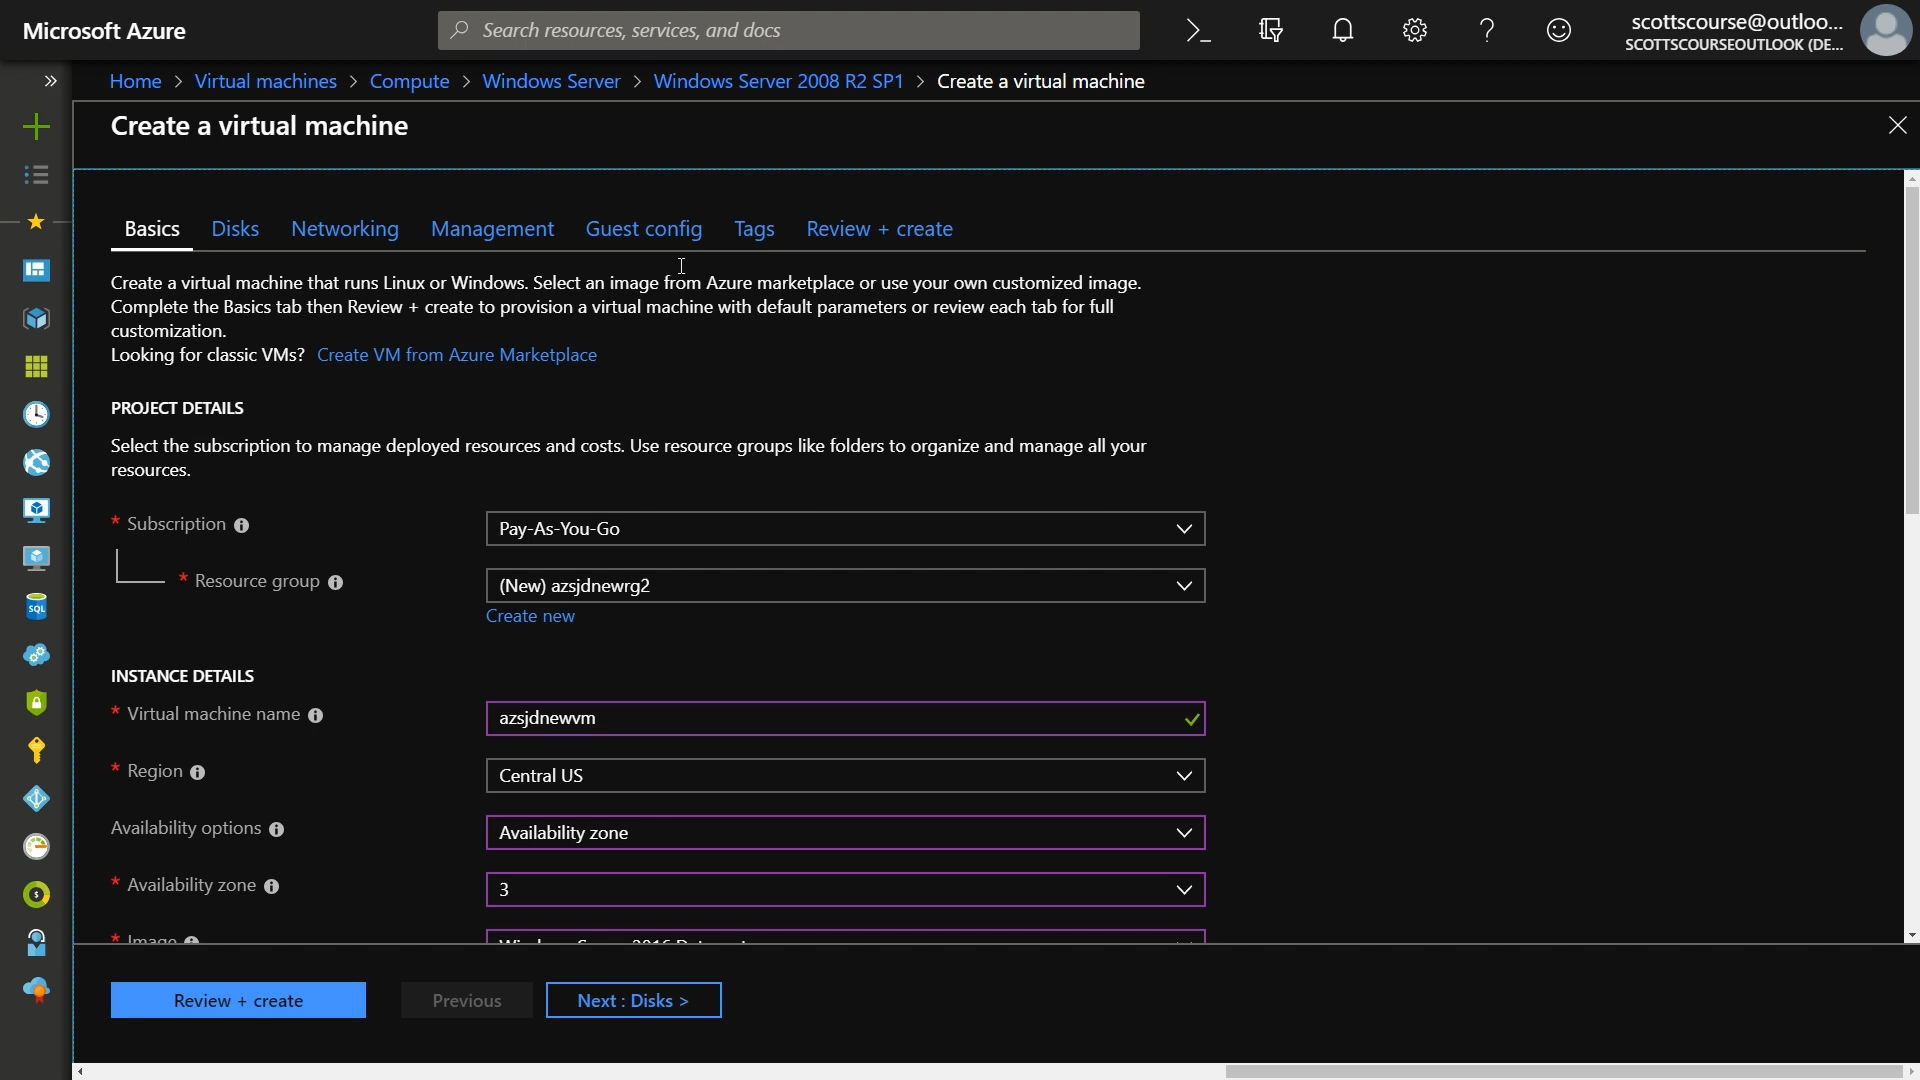 Microsoft Azure
Search resources, services, and docs
scottscourse@outloo...
SCOTTSCOURSEOUTLOOK (DE...
Home > Virtual machines > Compute > Windows Server > Windows Server 2008 R2 SP1 > Create a virtual machine
Create a virtual machine
Basics Disks Networking Management Guest config Tags Review + create
Create a virtual machine that runs Linux or Windows. Select an image from Azure marketplace or use your own customized image.
Complete the Basics tab then Review + create to provision a virtual machine with default parameters or review each tab for full
customization.
Looking for classic VMs? Create VM from Azure Marketplace
PROJECT DETAILS
Select the subscription to manage deployed resources and costs. Use resource groups like folders to organize and manage all your
resources.
* Subscription Pay-As-You-Go
* Resource group (New) azsjdnewrg2
Create new
INSTANCE DETAILS
* Virtual machine name azsjdnewvm
* Region Central US
Availability options Availability zone
* Availability zone 3
* Image
SQL
Review + create Previous Next : Disks >